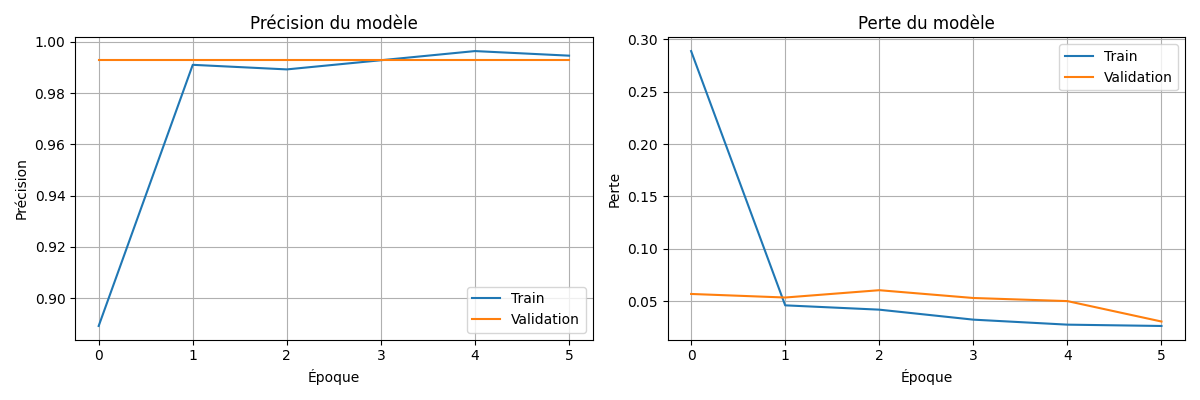 Précision du modèle
1.00
0.98
0.96
0.94
0.92
0.90
Précision
0 1 2 3 4 5
Époque
Train
Validation
Perte du modèle
0.30
0.25
0.20
0.15
0.10
0.05
Perte
0 1 2 3 4 5
Époque
Train
Validation